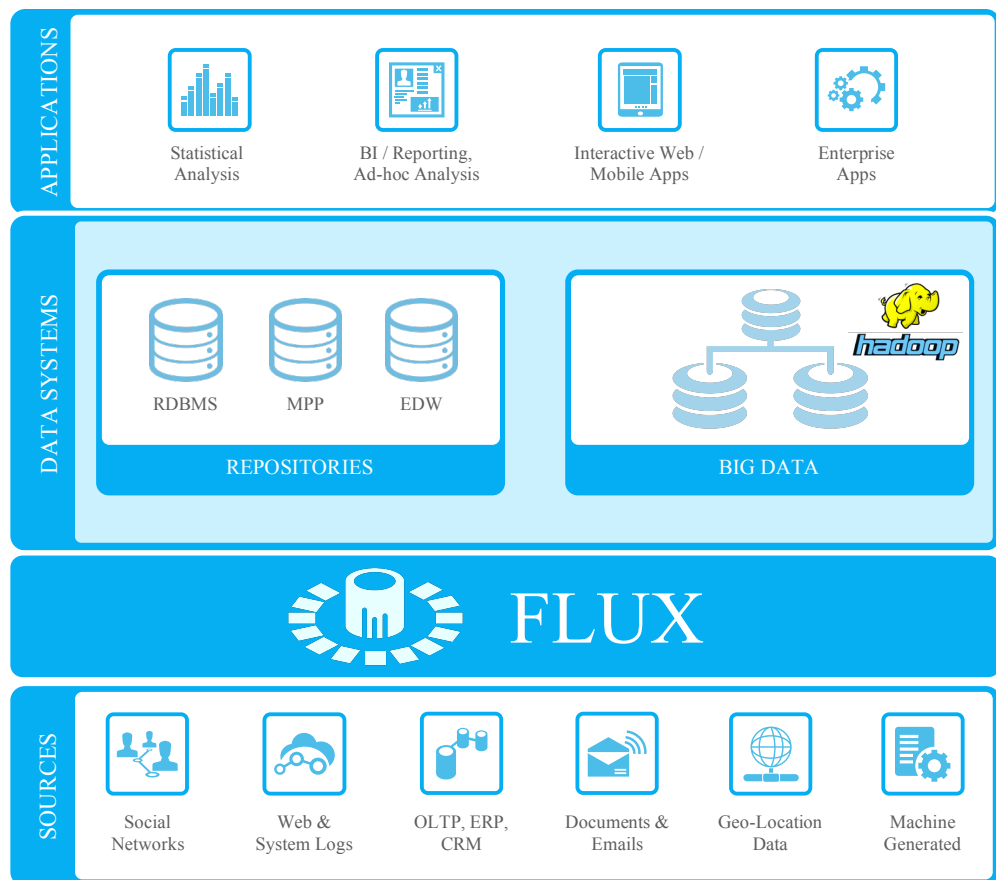 APPLICATIONS
Statistical
Analysis
BI / Reporting,
Ad-hoc Analysis
Interactive Web /
Mobile Apps
Enterprise
Apps
DATA SYSTEMS
RDBMS
MPP
EDW
REPOSITORIES
hadoop
BIG DATA
FLUX
SOURCES
Social
Networks
Web &
System Logs
OLTP, ERP,
CRM
Documents &
Emails
Geo-Location
Data
Machine
Generated